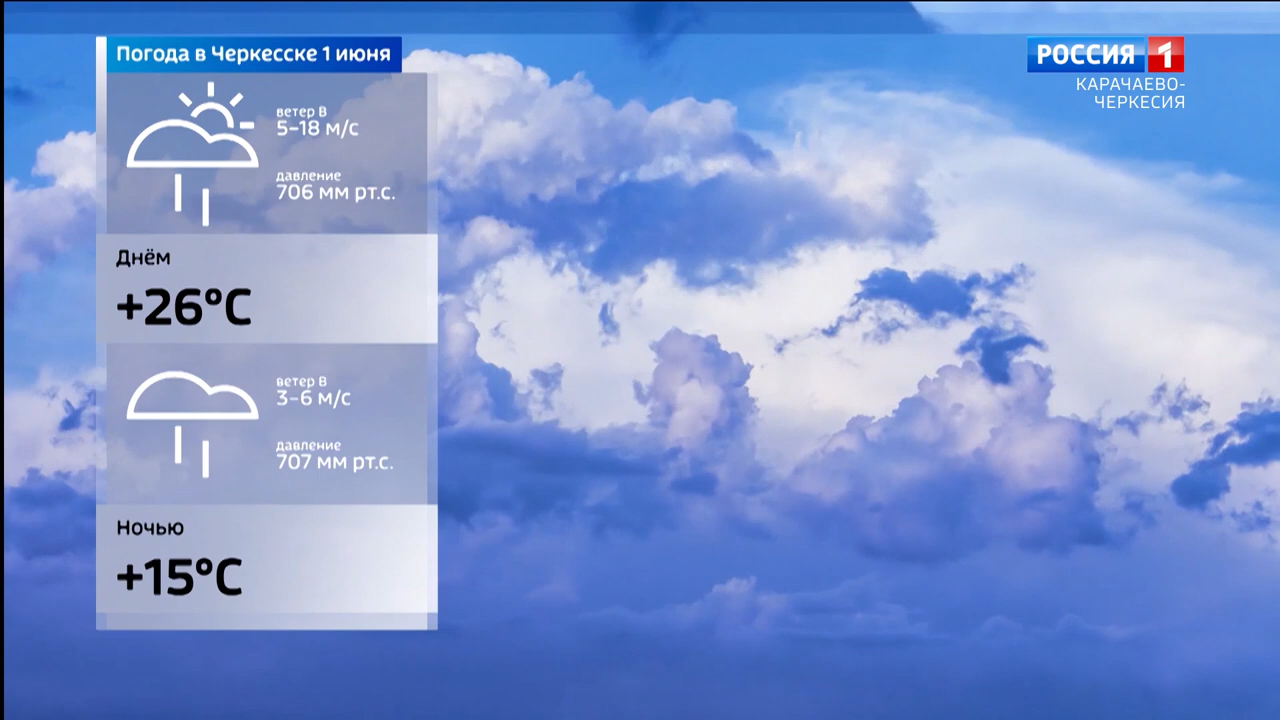 Погода в Черкесске 1 июня
РОССИЯ 1
КАРАЧАЕВО-
ЧЕРКЕСИЯ
ветер В
5-18 м/с
давление
706 мм рт.с.
Днём
+26°C
ветер В
3-6 м/с
давление
707 мм рт.с.
Ночью
+15°C